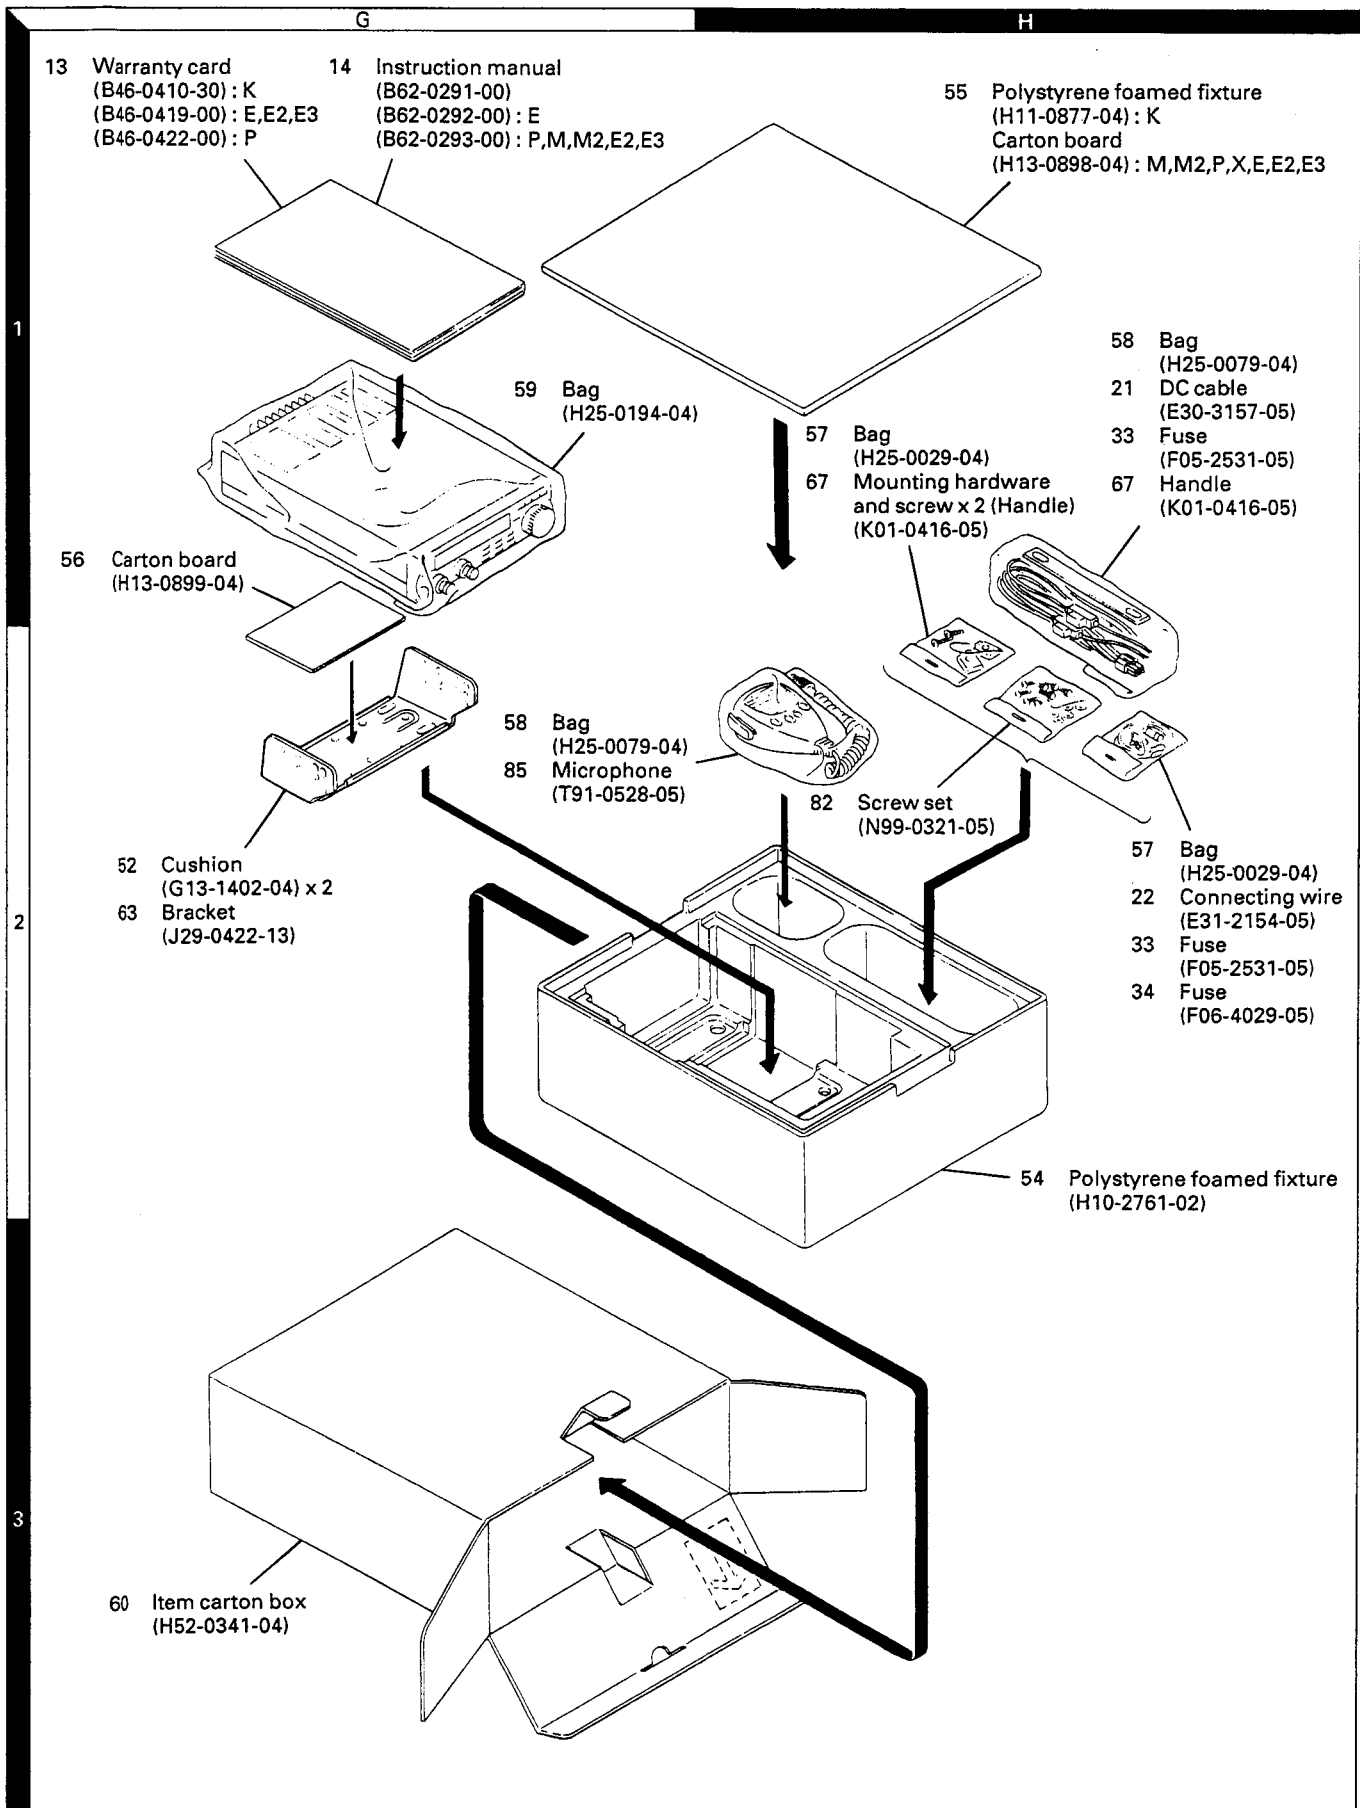 G
H
13 Warranty card
(B46-0410-30) : K
(B46-0419-00) : E,E2,E3
(B46-0422-00) : P
14 Instruction manual
(B62-0291-00)
(B62-0292-00) : E
(B62-0293-00) : P,M,M2,E2,E3
55 Polystyrene foamed fixture
(H11-0877-04) : K
Carton board
(H13-0898-04) : M,M2,P,X,E,E2,E3
1
59 Bag
(H25-0194-04)
57 Bag
(H25-0029-04)
67 Mounting hardware
and screw x 2 (Handle)
(K01-0416-05)
58 Bag
(H25-0079-04)
21 DC cable
(E30-3157-05)
33 Fuse
(F05-2531-05)
67 Handle
(K01-0416-05)
56 Carton board
(H13-0899-04)
58 Bag
(H25-0079-04)
85 Microphone
(T91-0528-05)
82 Screw set
(N99-0321-05)
52 Cushion
(G13-1402-04) x 2
63 Bracket
(J29-0422-13)
57 Bag
(H25-0029-04)
22 Connecting wire
(E31-2154-05)
33 Fuse
(F05-2531-05)
34 Fuse
(F06-4029-05)
2
54 Polystyrene foamed fixture
(H10-2761-02)
3
60 Item carton box
(H52-0341-04)